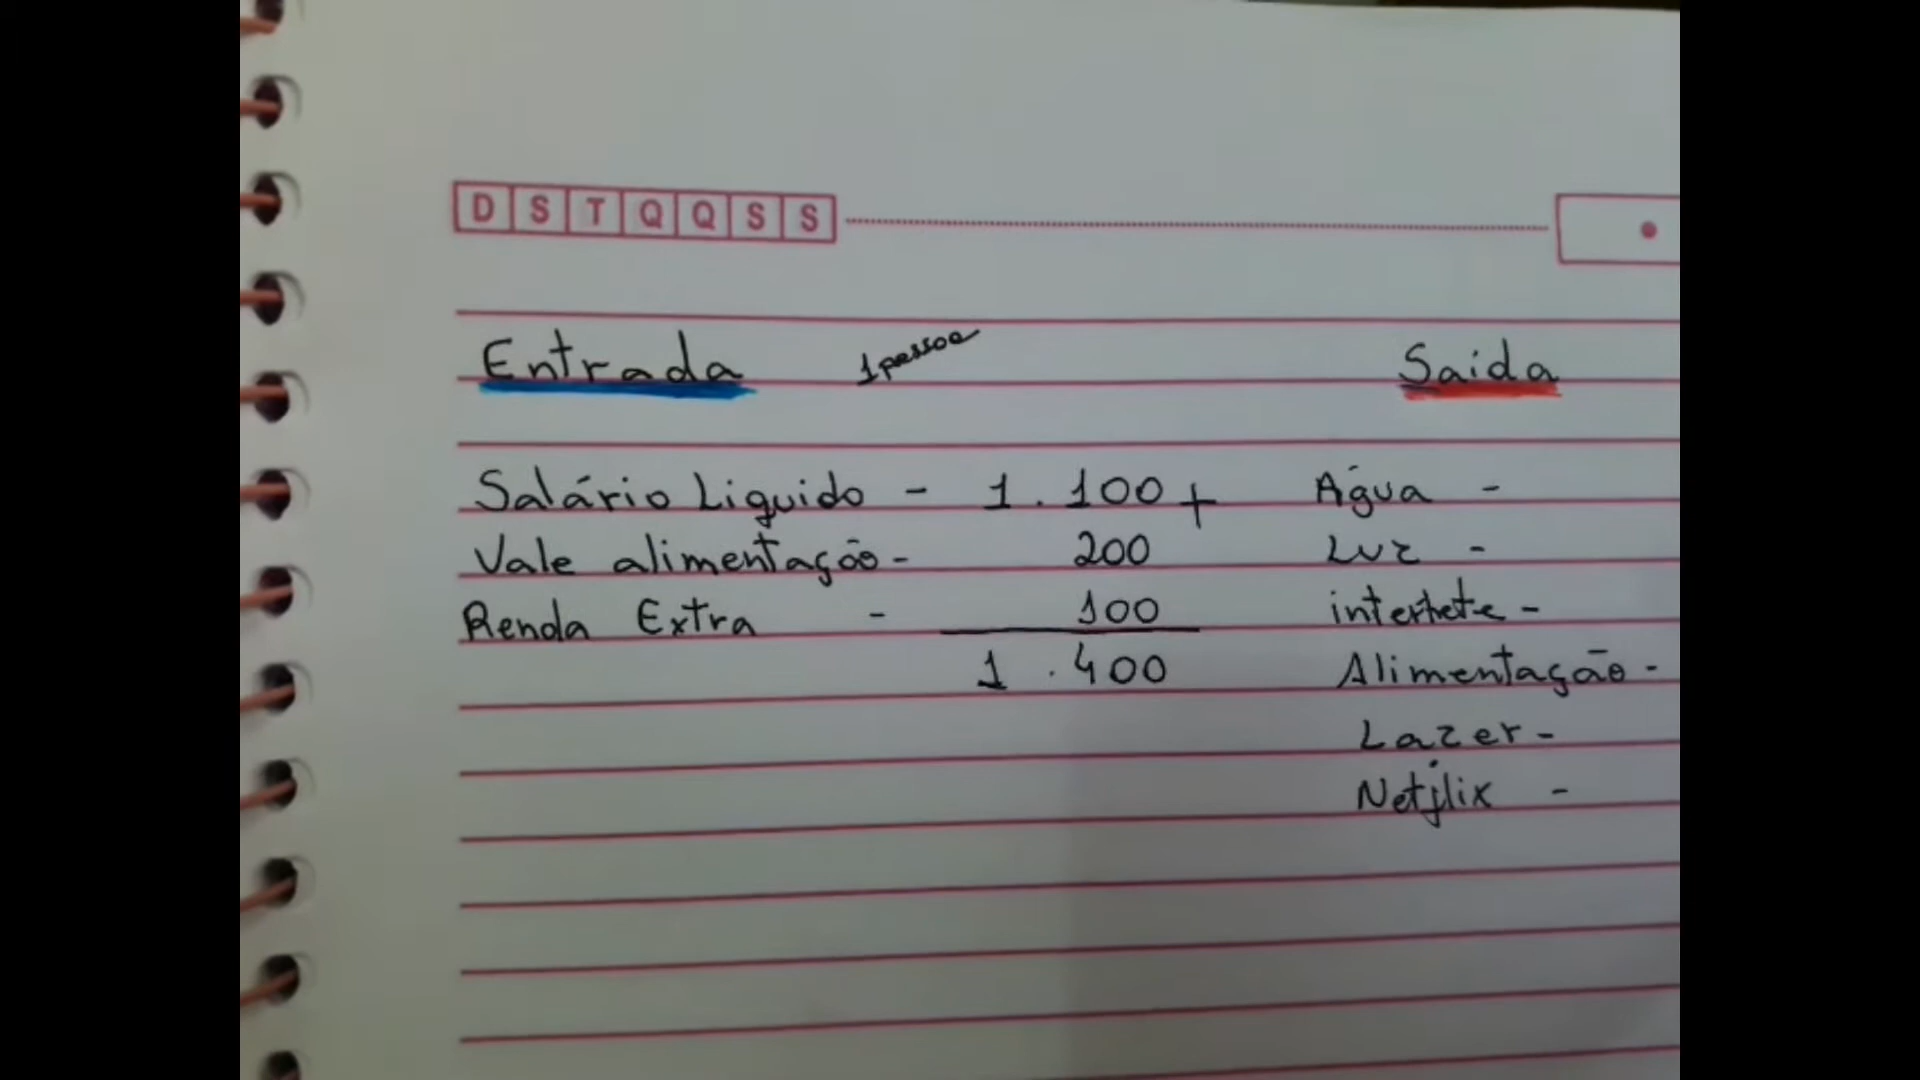 D S T Q Q S S
Entrada 1 pessoa Saida
Salário Liquido - 1.100 + Água -
Vale alimentação - 200 Luz -
Renda Extra - 100 internete -
1.400 Alimentação -
Lazer -
Netflix -